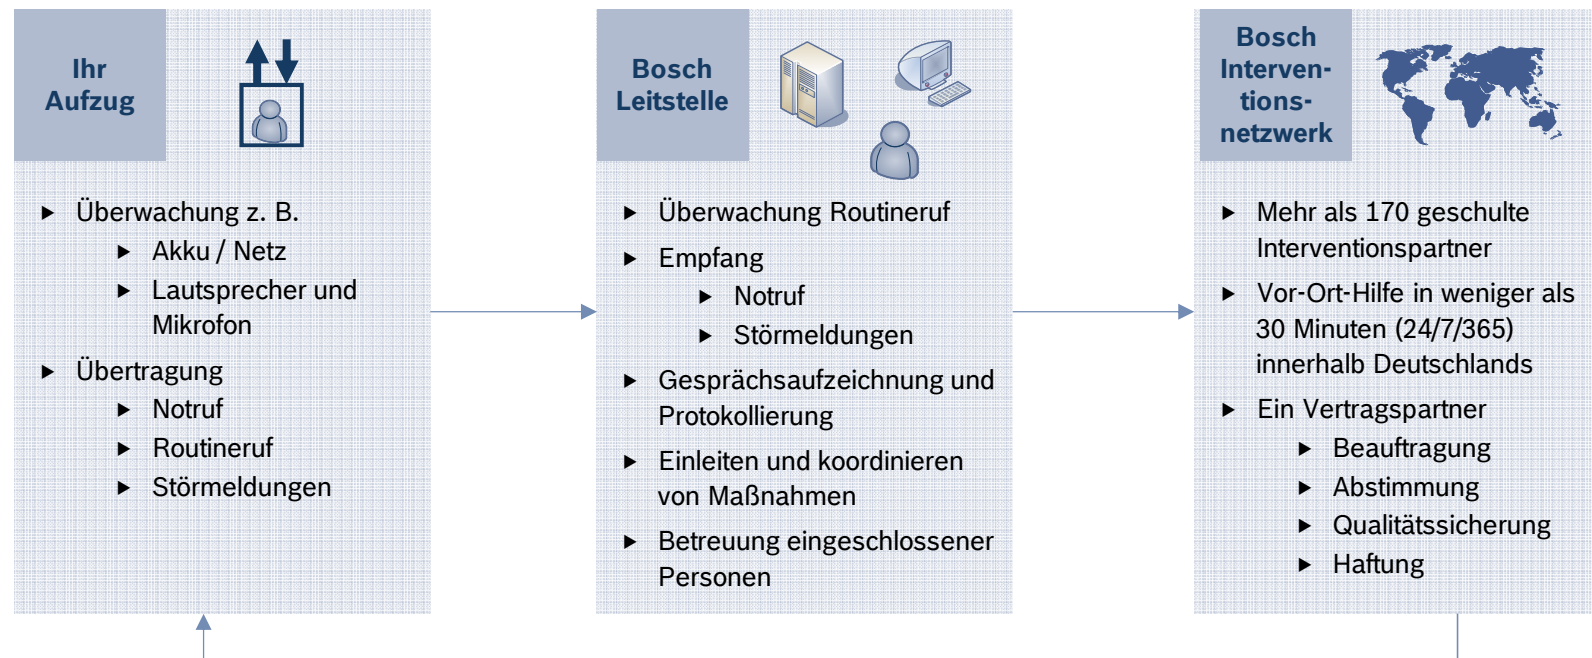 Ihr
Aufzug
▶ Überwachung z. B.
▶ Akku / Netz
▶ Lautsprecher und
Mikrofon
▶ Übertragung
▶ Notruf
▶ Routineruf
▶ Störmeldungen
Bosch
Leitstelle
▶ Überwachung Routineruf
▶ Empfang
▶ Notruf
▶ Störmeldungen
▶ Gesprächsaufzeichnung und
Protokollierung
▶ Einleiten und koordinieren
von Maßnahmen
▶ Betreuung eingeschlossener
Personen
Bosch
Interven-
tions-
netzwerk
▶ Mehr als 170 geschulte
Interventionspartner
▶ Vor-Ort-Hilfe in weniger als
30 Minuten (24/7/365)
innerhalb Deutschlands
▶ Ein Vertragspartner
▶ Beauftragung
▶ Abstimmung
▶ Qualitätssicherung
▶ Haftung